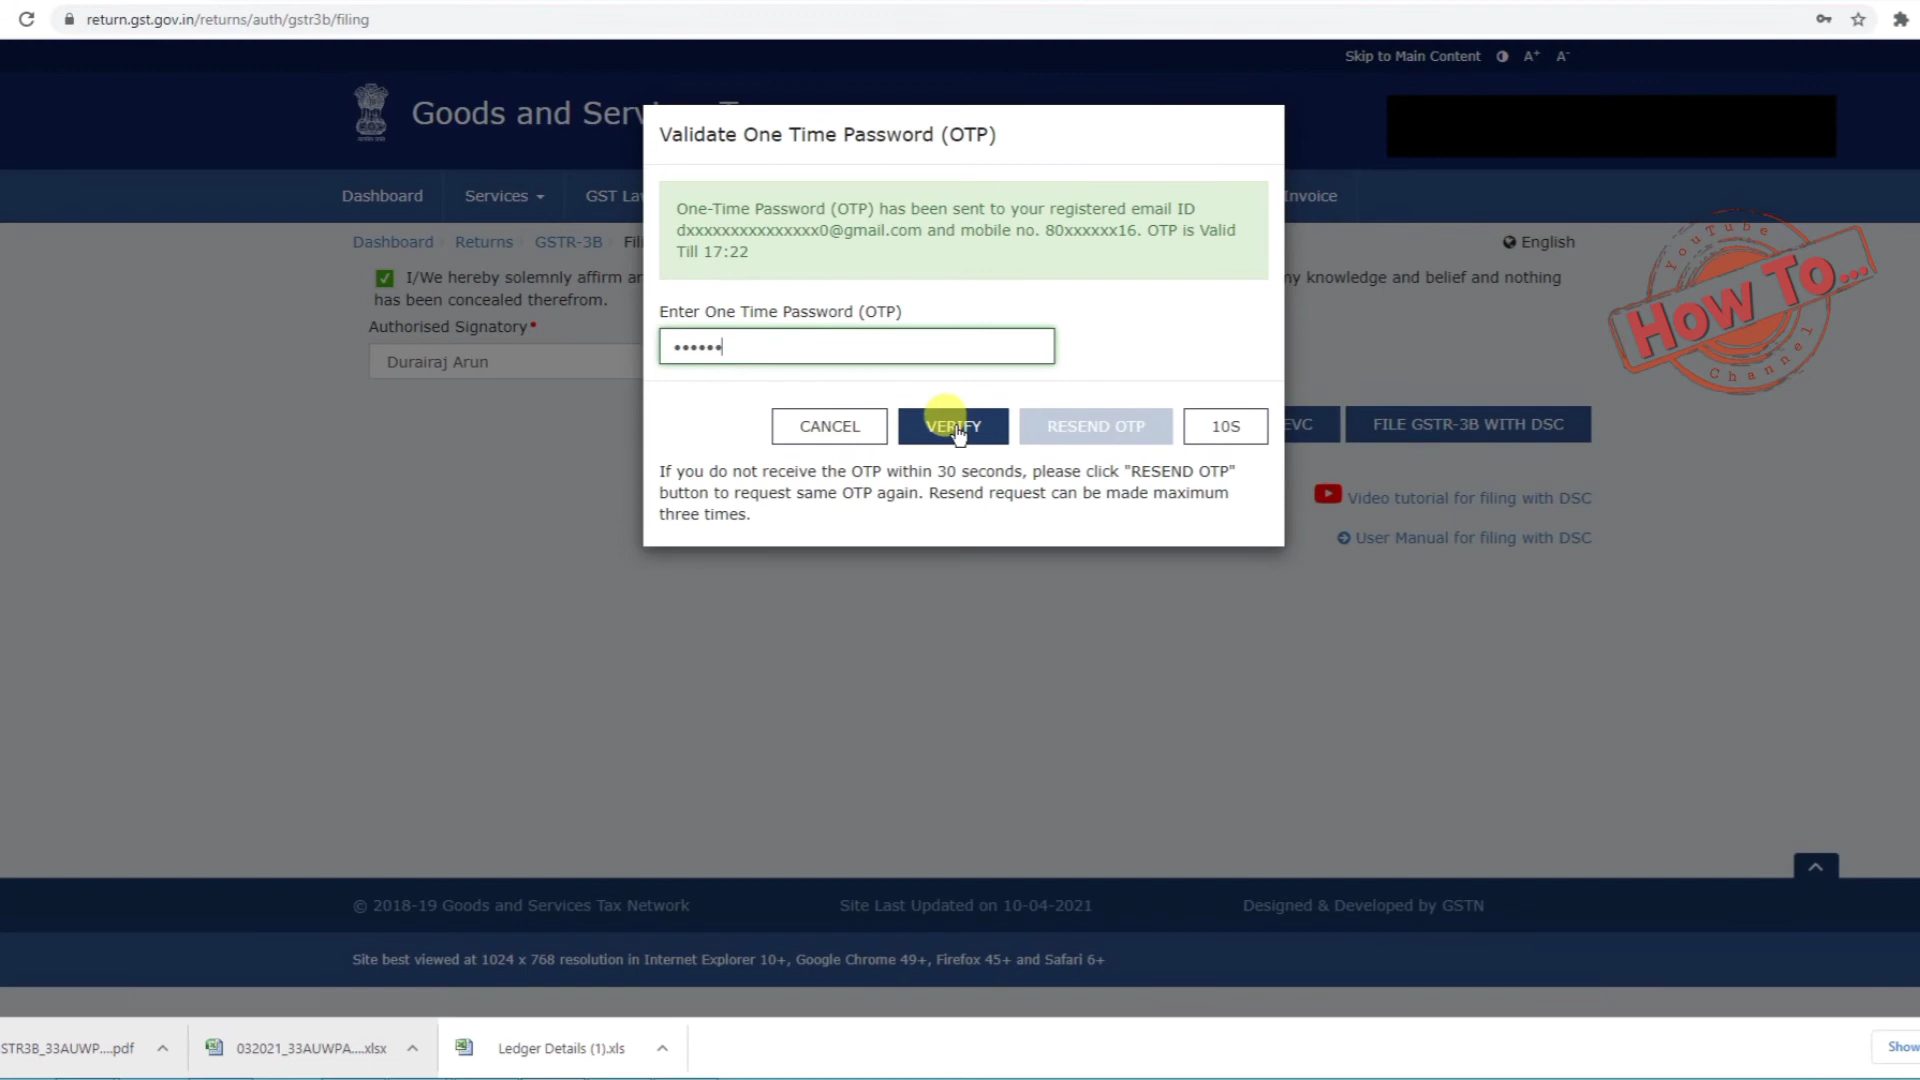 return.gst.gov.in/returns/auth/gstr3b/filing
Skip to Main Content A+ A-
Goods and Serv
Validate One Time Password (OTP)
Dashboard Services GST La Invoice
One-Time Password (OTP) has been sent to your registered email ID
dxxxxxxxxxxxxxxx0@gmail.com and mobile no. 80xxxxxx16. OTP is Valid
Till 17:22
Dashboard Returns GSTR-3B Fil English
I/We hereby solemnly affirm ar ny knowledge and belief and nothing
has been concealed therefrom.
Authorised Signatory•
Durairaj Arun
Enter One Time Password (OTP)
••••••
CANCEL VERIFY RESEND OTP 10S
EVC FILE GSTR-3B WITH DSC
If you do not receive the OTP within 30 seconds, please click "RESEND OTP"
button to request same OTP again. Resend request can be made maximum
three times.
Video tutorial for filing with DSC
User Manual for filing with DSC
YouTube
How To...
Channel
© 2018-19 Goods and Services Tax Network Site Last Updated on 10-04-2021 Designed & Developed by GSTN
Site best viewed at 1024 x 768 resolution in Internet Explorer 10+, Google Chrome 49+, Firefox 45+ and Safari 6+
STR3B_33AUWP....pdf 032021_33AUWPA....xlsx Ledger Details (1).xls Show